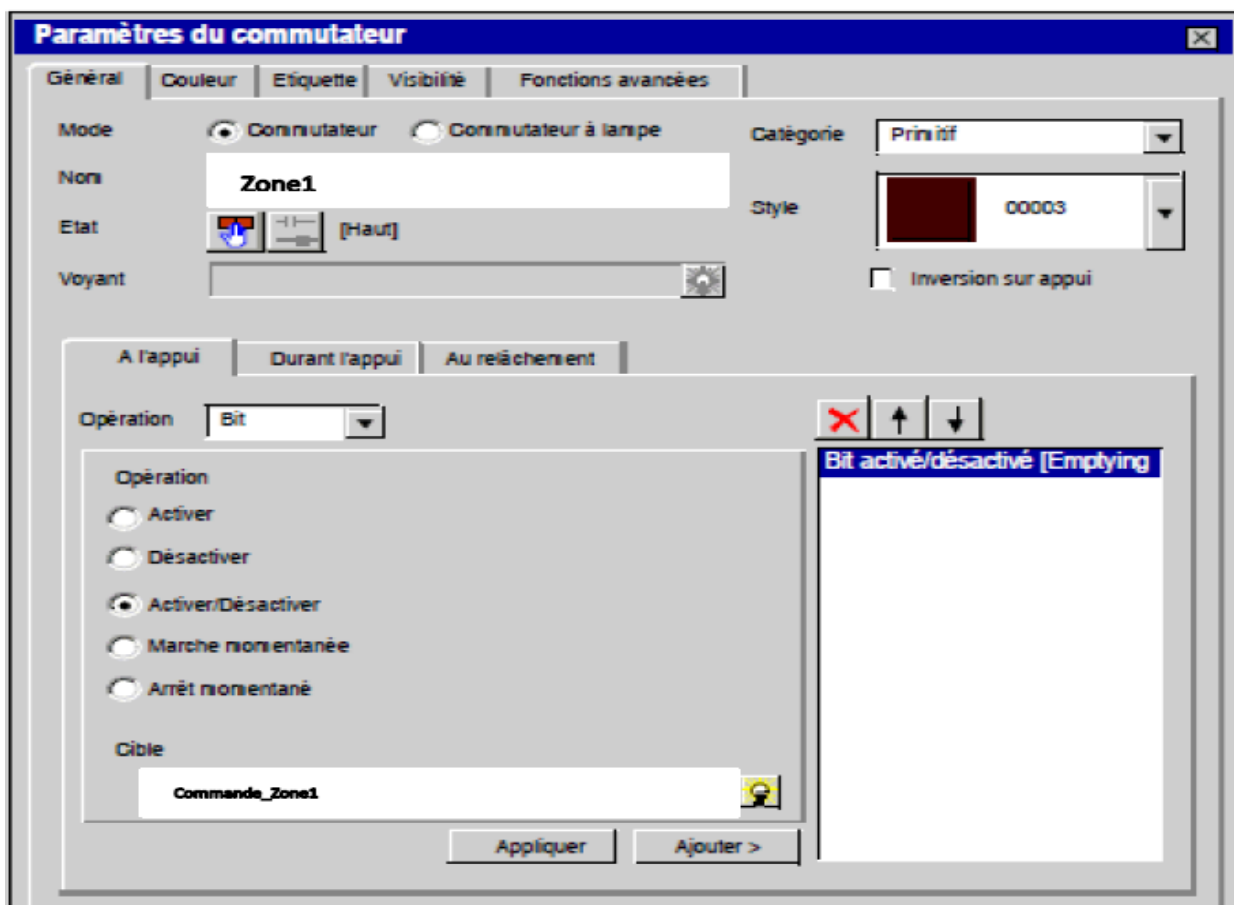 Paramètres du commutateur
Général Couleur Etiquette Visibilité Fonctions avancées
Mode Commutateur Commutateur à lampe Catégorie Primitif
Nom Zone1
Style 00003
Etat [Haut]
Voyant Inversion sur appui
A l'appui Durant l'appui Au relâchement
Opération Bit
Bit activé/désactivé [Emptying
Opération
Activer
Désactiver
Activer/Désactiver
Marche momentanée
Arrêt momentané
Cible
Commande_Zone1
Appliquer Ajouter >